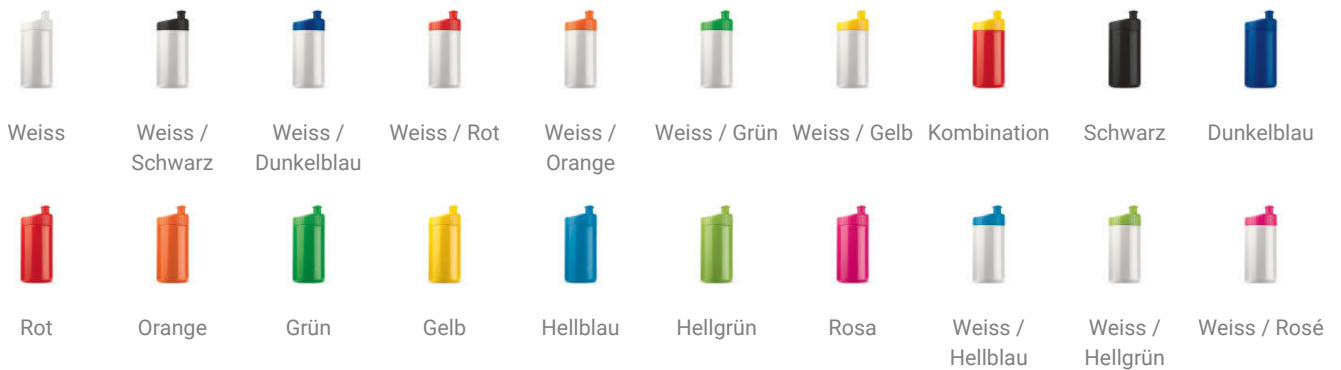 Weiss
Weiss /
Schwarz
Weiss /
Dunkelblau
Weiss / Rot
Weiss /
Orange
Weiss / Grün
Weiss / Gelb
Kombination
Schwarz
Dunkelblau
Rot
Orange
Grün
Gelb
Hellblau
Hellgrün
Rosa
Weiss /
Hellblau
Weiss /
Hellgrün
Weiss / Rosé